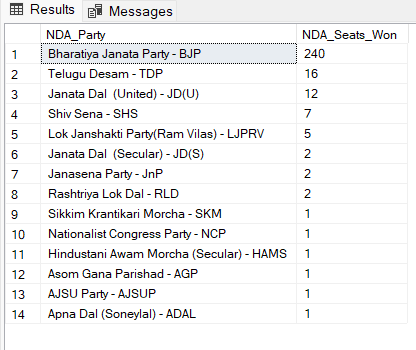 Results Messages
NDA_Party NDA_Seats_Won
1 Bharatiya Janata Party - BJP 240
2 Telugu Desam - TDP 16
3 Janata Dal  (United) - JD(U) 12
4 Shiv Sena - SHS 7
5 Lok Janshakti Party(Ram Vilas) - LJPRV 5
6 Janata Dal  (Secular) - JD(S) 2
7 Janasena Party - JnP 2
8 Rashtriya Lok Dal - RLD 2
9 Sikkim Krantikari Morcha - SKM 1
10 Nationalist Congress Party - NCP 1
11 Hindustani Awam Morcha (Secular) - HAMS 1
12 Asom Gana Parishad - AGP 1
13 AJSU Party - AJSUP 1
14 Apna Dal (Soneylal) - ADAL 1